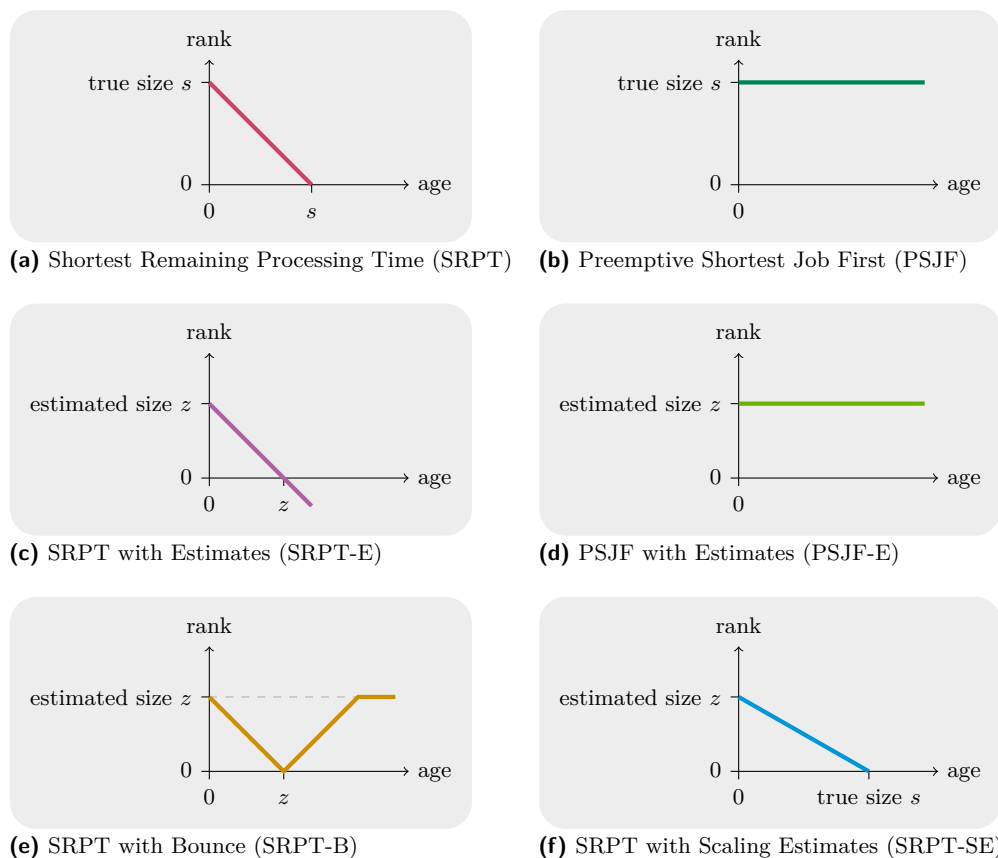 rank
true size s
0
age
0
s
(a) Shortest Remaining Processing Time (SRPT)
rank
true size s
0
age
0
(b) Preemptive Shortest Job First (PSJF)
rank
estimated size z
0
age
0
z
(c) SRPT with Estimates (SRPT-E)
rank
estimated size z
0
age
0
(d) PSJF with Estimates (PSJF-E)
rank
estimated size z
0
age
0
z
(e) SRPT with Bounce (SRPT-B)
rank
estimated size z
0
age
0
true size s
(f) SRPT with Scaling Estimates (SRPT-SE)